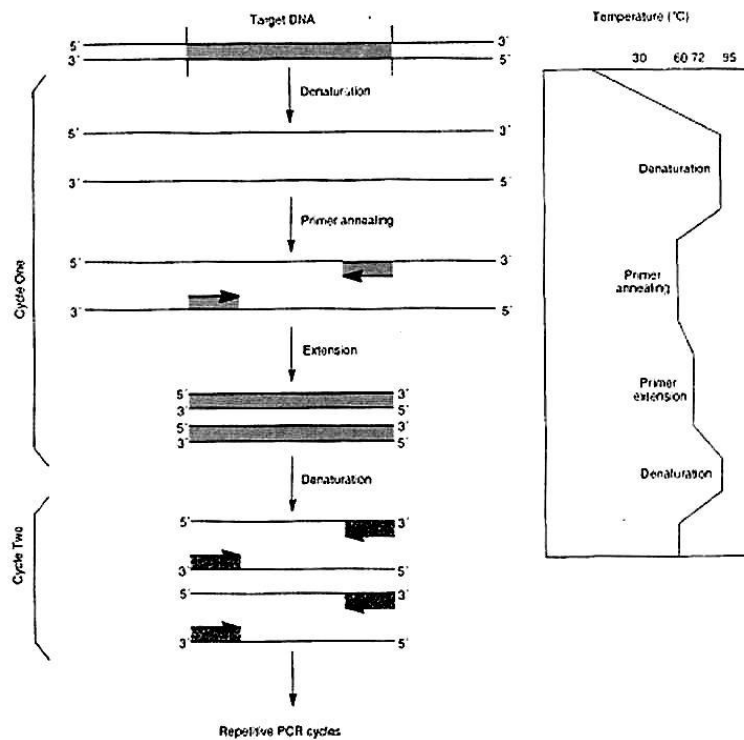 Target DNA
5´ 3´
3´ 5´
Denaturation
5´ 3´
3´ 5´
Primer annealing
5´ 3´
3´ 5´
Cycle One
Extension
5´ 3´
3´ 5´
5´ 3´
3´ 5´
Denaturation
5´ 3´
3´ 5´
5´ 3´
3´ 5´
Cycle Two
Repetitive PCR cycles
Temperature (°C)
30 60 72 95
Denaturation
Primer
annealing
Primer
extension
Denaturation